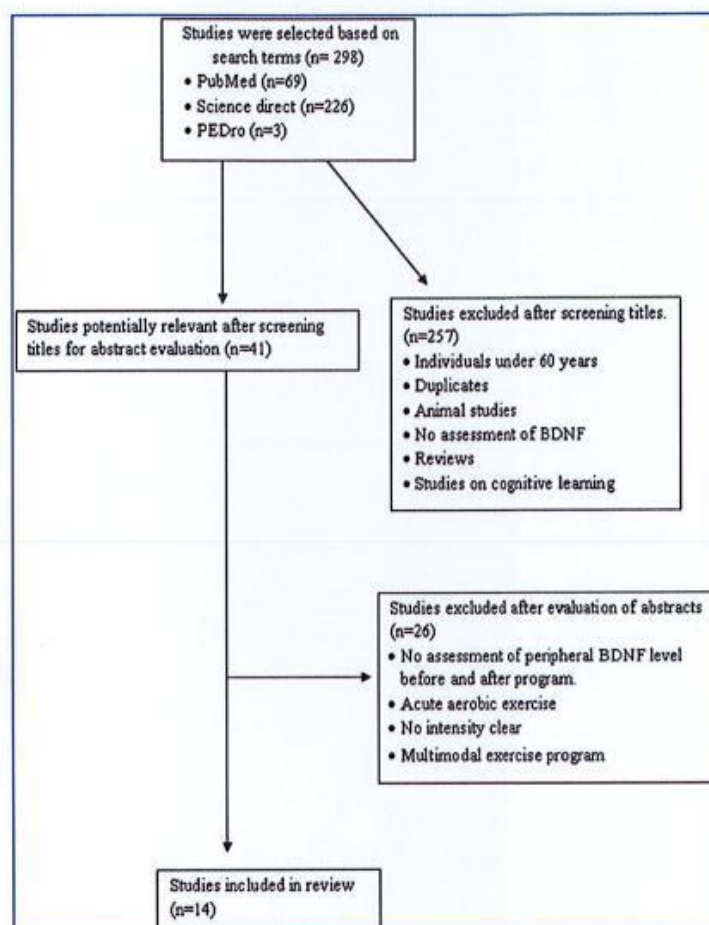 Studies were selected based on
search terms (n= 298)
• PubMed (n=69)
• Science direct (n=226)
• PEDro (n=3)
Studies potentially relevant after screening
titles for abstract evaluation (n=41)
Studies excluded after screening titles.
(n=257)
• Individuals under 60 years
• Duplicates
• Animal studies
• No assessment of BDNF
• Reviews
• Studies on cognitive learning
Studies excluded after evaluation of abstracts
(n=26)
• No assessment of peripheral BDNF level
before and after program.
• Acute aerobic exercise
• No intensity clear
• Multimodal exercise program
Studies included in review
(n=14)